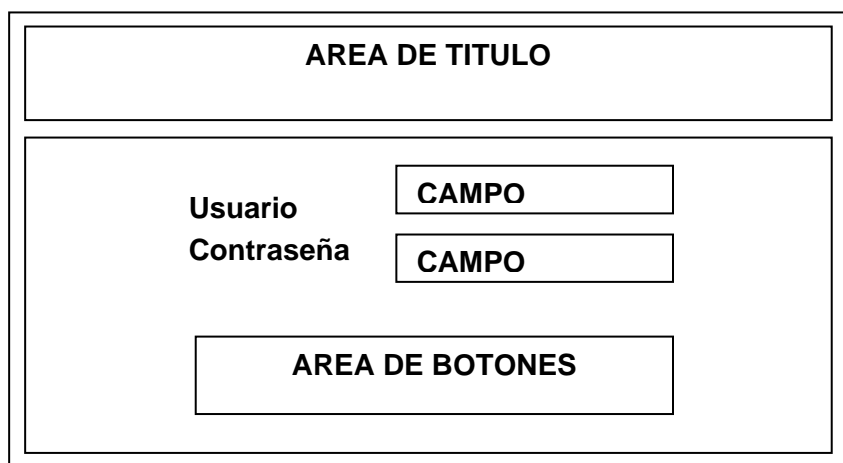 AREA DE TITULO
Usuario
CAMPO
Contraseña
CAMPO
AREA DE BOTONES